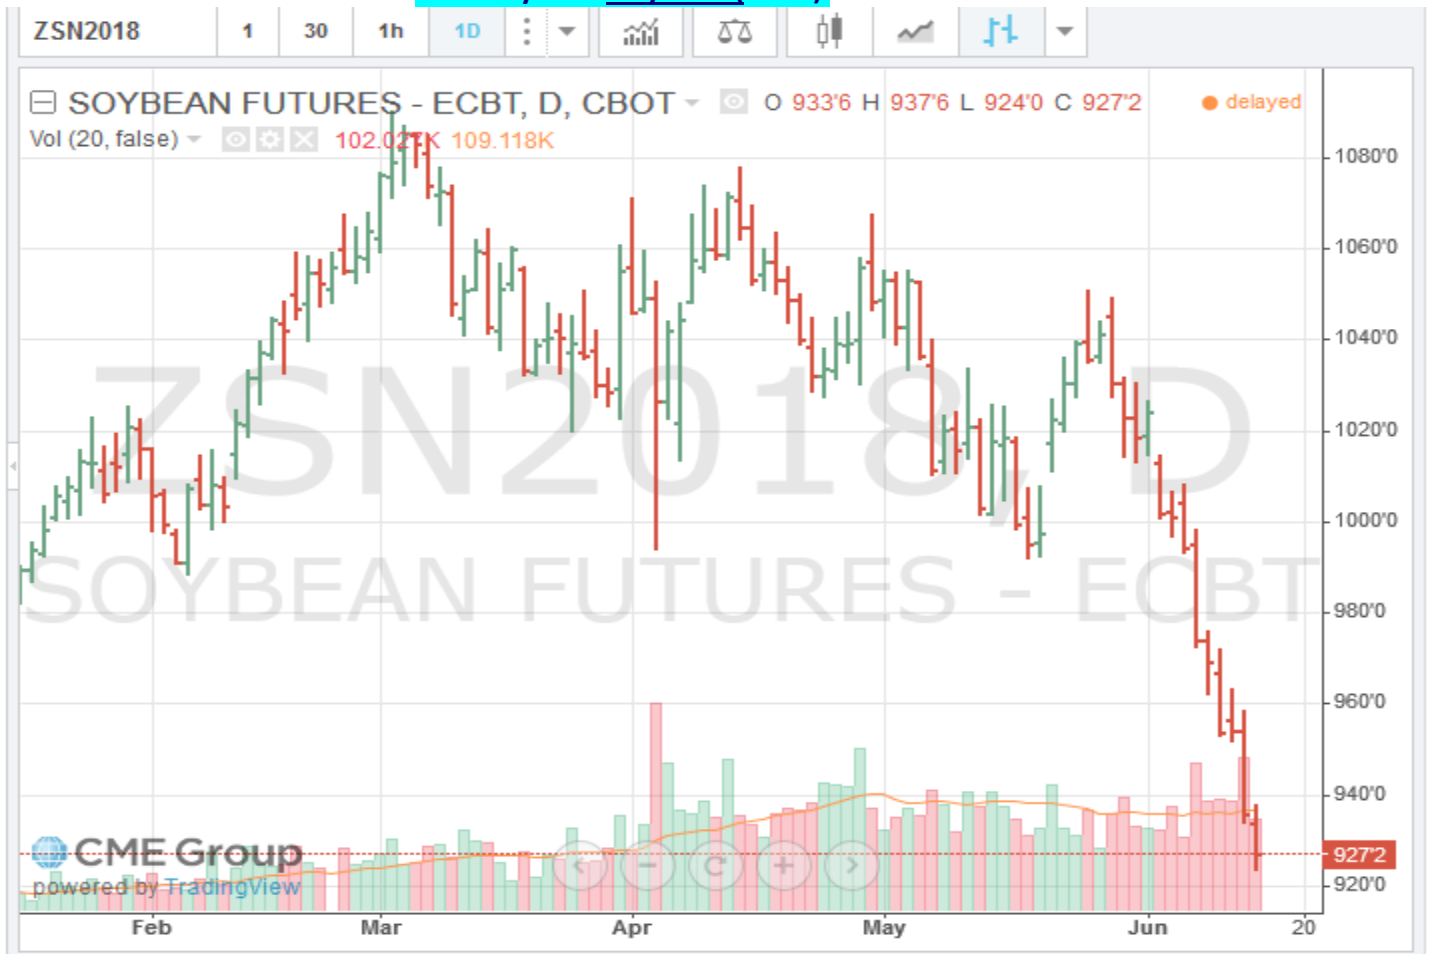 ZSN2018 1 30 1h 1D
SOYBEAN FUTURES - ECBT, D, CBOT O 933'6 H 937'6 L 924'0 C 927'2 delayed
Vol (20, false) 102.027K 109.118K
1080'0
1060'0
1040'0
1020'0
1000'0
980'0
960'0
940'0
927'2
920'0
ZSN2018, D
SOYBEAN FUTURES - ECBT
CME Group
powered by TradingView
Feb Mar Apr May Jun 20